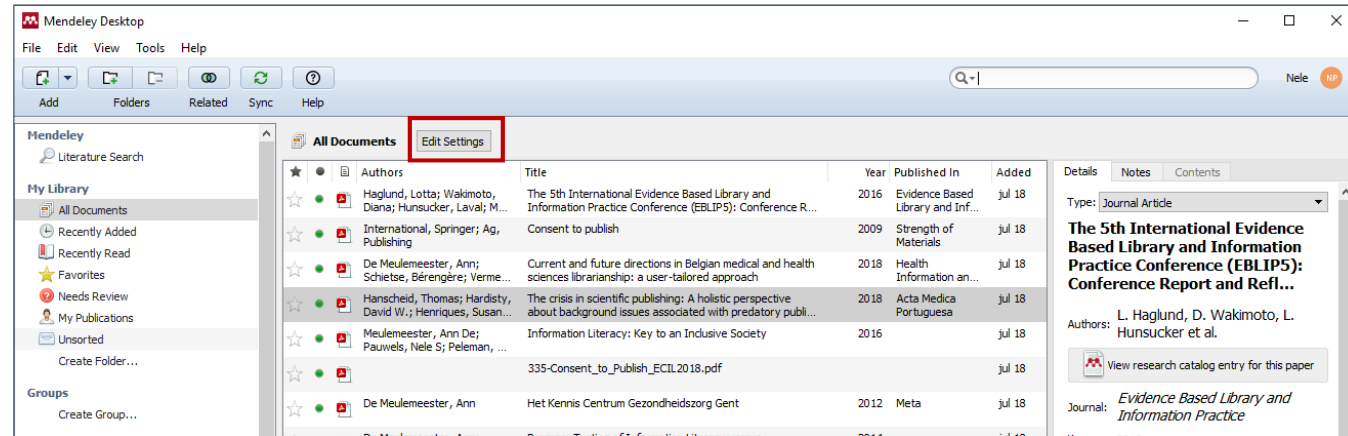 Mendeley Desktop
File Edit View Tools Help
Add Folders Related Sync Help
Nele NP
Mendeley
Literature Search
My Library
All Documents
Recently Added
Recently Read
Favorites
Needs Review
My Publications
Unsorted
Create Folder...
Groups
Create Group...
All Documents Edit Settings
Authors Title Year Published In Added
Haglund, Lotta; Wakimoto, The 5th International Evidence Based Library and 2016 Evidence Based jul 18
Diana; Hunsucker, Laval; M... Information Practice Conference (EBLIP5): Conference R... Library and Inf...
International, Springer; Ag, Consent to publish 2009 Strength of jul 18
Publishing Materials
De Meulemeester, Ann; Current and future directions in Belgian medical and health 2018 Health jul 18
Schietse, Bérengère; Verme... sciences librarianship: a user-tailored approach Information an...
Hanscheid, Thomas; Hardisty, The crisis in scientific publishing: A holistic perspective 2018 Acta Medica jul 18
David W.; Henriques, Susan... about background issues associated with predatory publi... Portuguesa
Meulemeester, Ann De; Information Literacy: Key to an Inclusive Society 2016 jul 18
Pauwels, Nele S; Peleman, ...
335-Consent_to_Publish_ECIL2018.pdf jul 18
De Meulemeester, Ann Het Kennis Centrum Gezondheidszorg Gent 2012 Meta jul 18
Details Notes Contents
Type: Journal Article
The 5th International Evidence
Based Library and Information
Practice Conference (EBLIP5):
Conference Report and Refl...
Authors: L. Haglund, D. Wakimoto, L.
Hunsucker et al.
View research catalog entry for this paper
Journal: Evidence Based Library and
Information Practice